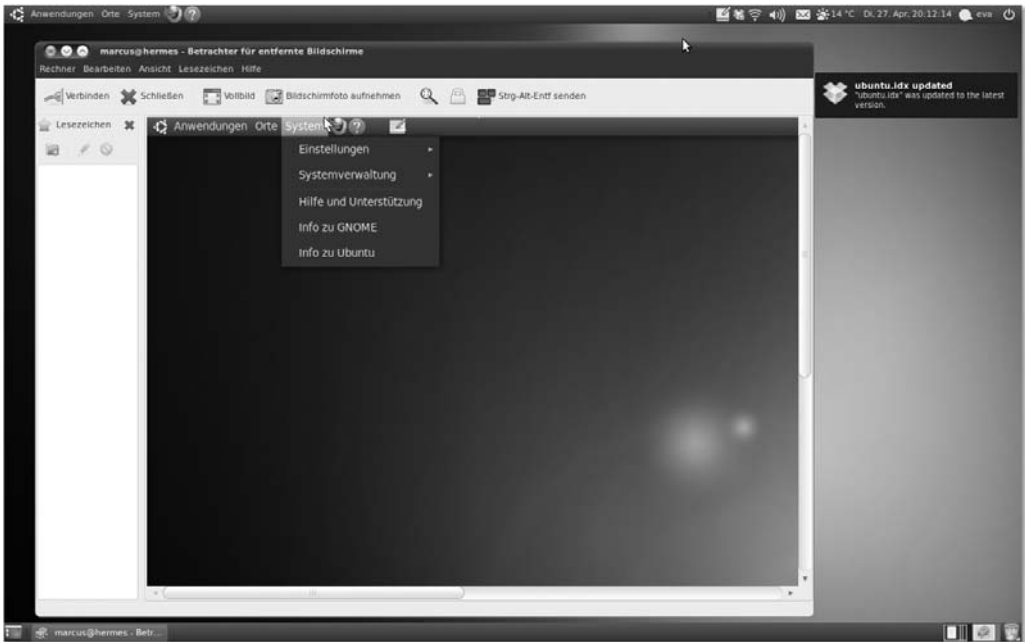 Anwendungen Orte System
14 °C Di, 27. Apr, 20:12:14 eva
marcus@hermes - Betrachter für entfernte Bildschirme
Rechner Bearbeiten Ansicht Lesezeichen Hilfe
Verbinden Schließen Vollbild Bildschirmfoto aufnehmen Strg-Alt-Entf senden
ubuntu.idx updated
"ubuntu.idx" was updated to the latest
version.
Lesezeichen
Anwendungen Orte System
Einstellungen
Systemverwaltung
Hilfe und Unterstützung
Info zu GNOME
Info zu Ubuntu
marcus@hermes - Betr...